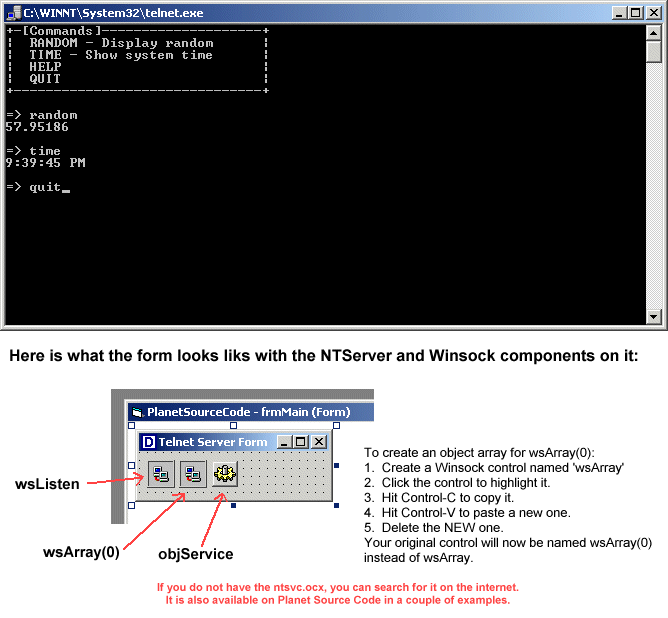 C:\WINNT\System32\telnet.exe
+-[Commands]--------------------+
¦ RANDOM - Display random ¦
¦ TIME - Show system time ¦
¦ HELP ¦
¦ QUIT ¦
+-------------------------------+
=> random
57.95186
=> time
9:39:45 PM
=> quit_
Here is what the form looks liks with the NTServer and Winsock components on it:
PlanetSourceCode - frmMain (Form)
Telnet Server Form
wsListen
wsArray(0)
objService
To create an object array for wsArray(0):
1. Create a Winsock control named 'wsArray'
2. Click the control to highlight it.
3. Hit Control-C to copy it.
4. Hit Control-V to paste a new one.
5. Delete the NEW one.
Your original control will now be named wsArray(0)
instead of wsArray.
If you do not have the ntsvc.ocx, you can search for it on the internet.
It is also available on Planet Source Code in a couple of examples.